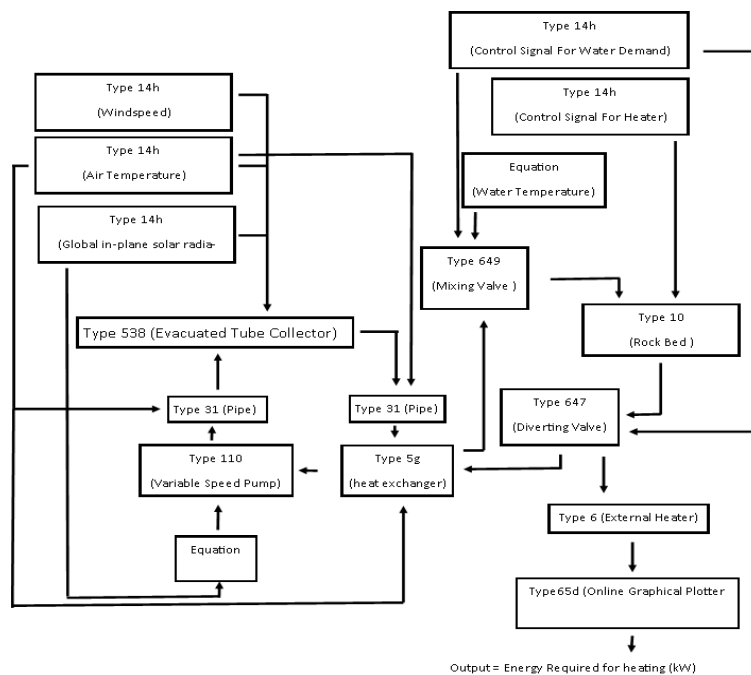 Type 14h
(Control Signal For Water Demand)
Type 14h
(Windspeed)
Type 14h
(Control Signal For Heater)
Type 14h
(Air Temperature)
Equation
(Water Temperature)
Type 14h
(Global in-plane solar radia-
Type 649
(Mixing Valve )
Type 538 (Evacuated Tube Collector)
Type 10
(Rock Bed )
Type 31 (Pipe)
Type 31 (Pipe)
Type 647
(Diverting Valve)
Type 110
(Variable Speed Pump)
Type 5g
(heat exchanger)
Type 6 (External Heater)
Equation
Type65d (Online Graphical Plotter
Output = Energy Required for heating (kW)